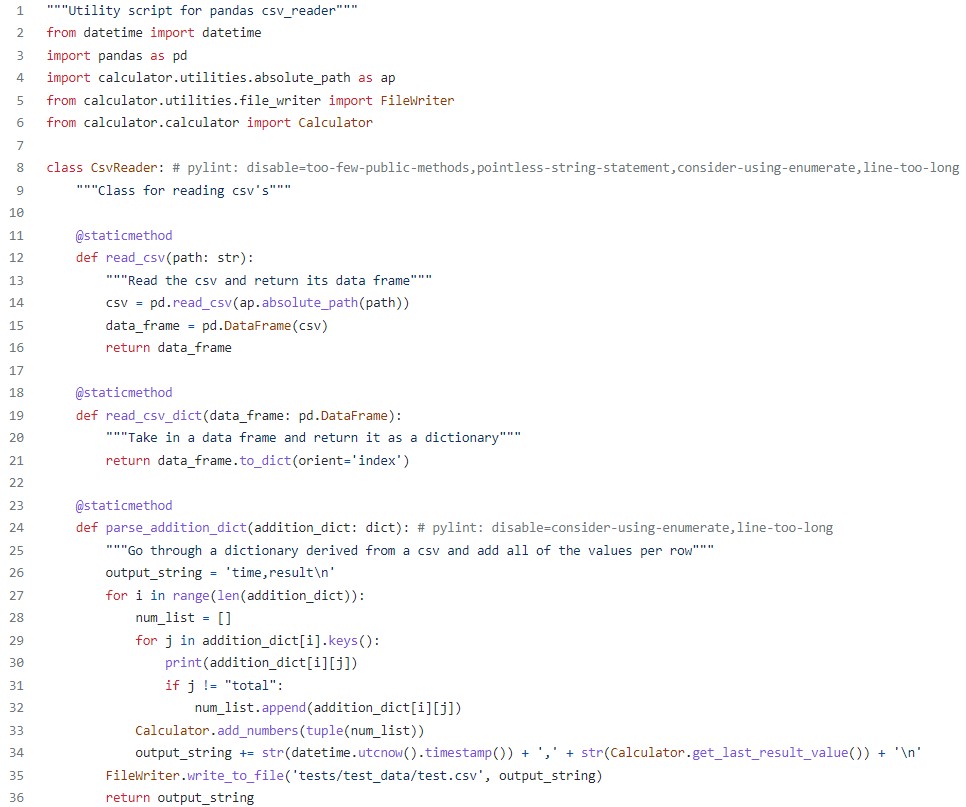 1 """Utility script for pandas csv_reader"""
2 from datetime import datetime
3 import pandas as pd
4 import calculator.utilities.absolute_path as ap
5 from calculator.utilities.file_writer import FileWriter
6 from calculator.calculator import Calculator
7
8 class CsvReader: # pylint: disable=too-few-public-methods,pointless-string-statement,consider-using-enumerate,line-too-long
9     """Class for reading csv's"""
10
11     @staticmethod
12     def read_csv(path: str):
13         """Read the csv and return its data frame"""
14         csv = pd.read_csv(ap.absolute_path(path))
15         data_frame = pd.DataFrame(csv)
16         return data_frame
17
18     @staticmethod
19     def read_csv_dict(data_frame: pd.DataFrame):
20         """Take in a data frame and return it as a dictionary"""
21         return data_frame.to_dict(orient='index')
22
23     @staticmethod
24     def parse_addition_dict(addition_dict: dict): # pylint: disable=consider-using-enumerate,line-too-long
25         """Go through a dictionary derived from a csv and add all of the values per row"""
26         output_string = 'time,result\n'
27         for i in range(len(addition_dict)):
28             num_list = []
29             for j in addition_dict[i].keys():
30                 print(addition_dict[i][j])
31                 if j != "total":
32                     num_list.append(addition_dict[i][j])
33             Calculator.add_numbers(tuple(num_list))
34             output_string += str(datetime.utcnow().timestamp()) + ',' + str(Calculator.get_last_result_value()) + '\n'
35         FileWriter.write_to_file('tests/test_data/test.csv', output_string)
36         return output_string